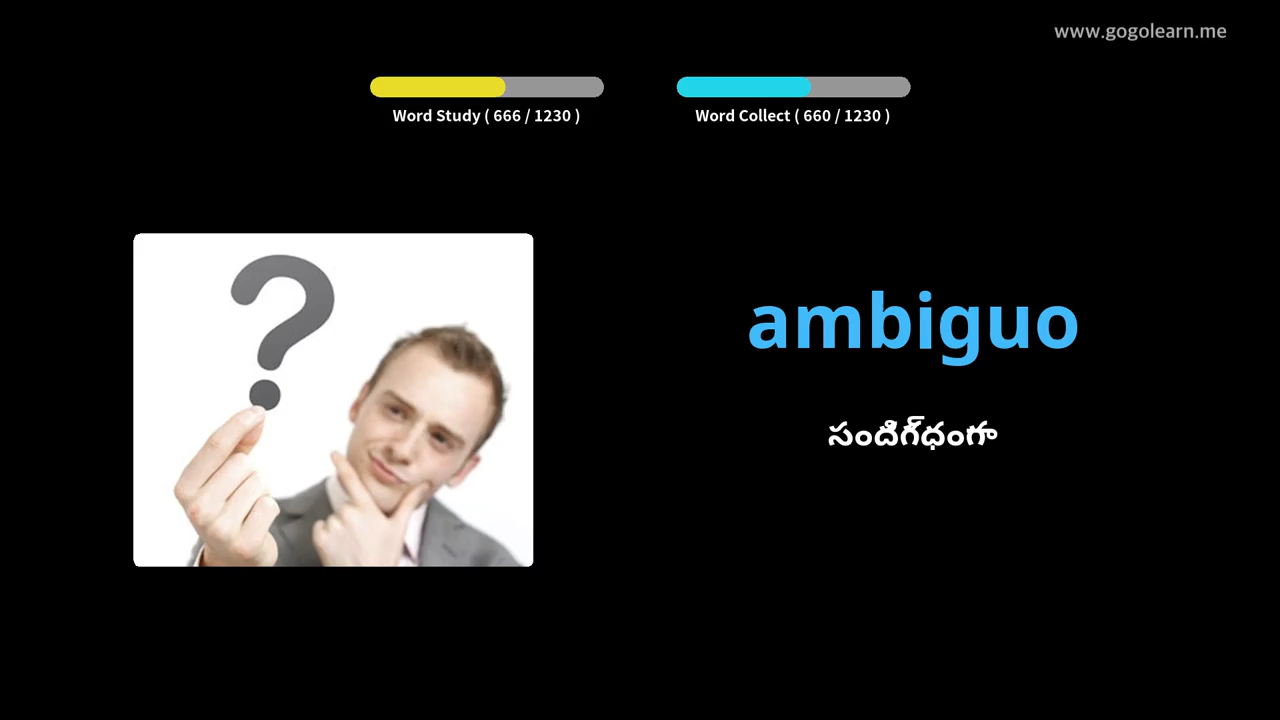 www.gogolearn.me
Word Study ( 666 / 1230 )
Word Collect ( 660 / 1230 )
?
ambiguo
సందిగ్ధంగా